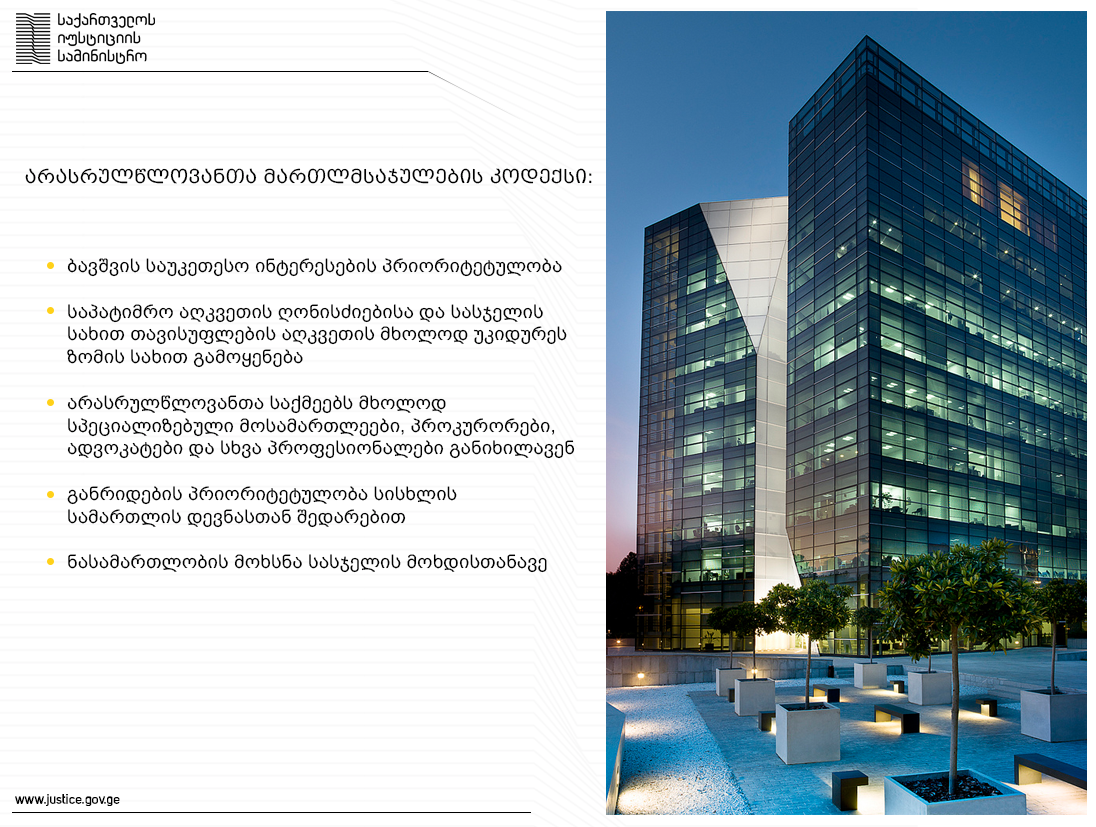 საქართველოს
იუსტიციის
სამინისტრო
არასრულწლოვანთა მართლმსაჯულების კოდექსი:
ბავშვის საუკეთესო ინტერესების პრიორიტეტულობა
საპატიმრო აღკვეთის ღონისძიებისა და სასჯელის
სახით თავისუფლების აღკვეთის მხოლოდ უკიდურეს
ზომის სახით გამოყენება
არასრულწლოვანთა საქმეებს მხოლოდ
სპეციალიზებული მოსამართლეები, პროკურორები,
ადვოკატები და სხვა პროფესიონალები განიხილავენ
განრიდების პრიორიტეტულობა სისხლის
სამართლის დევნასთან შედარებით
ნასამართლობის მოხსნა სასჯელის მოხდისთანავე
www.justice.gov.ge